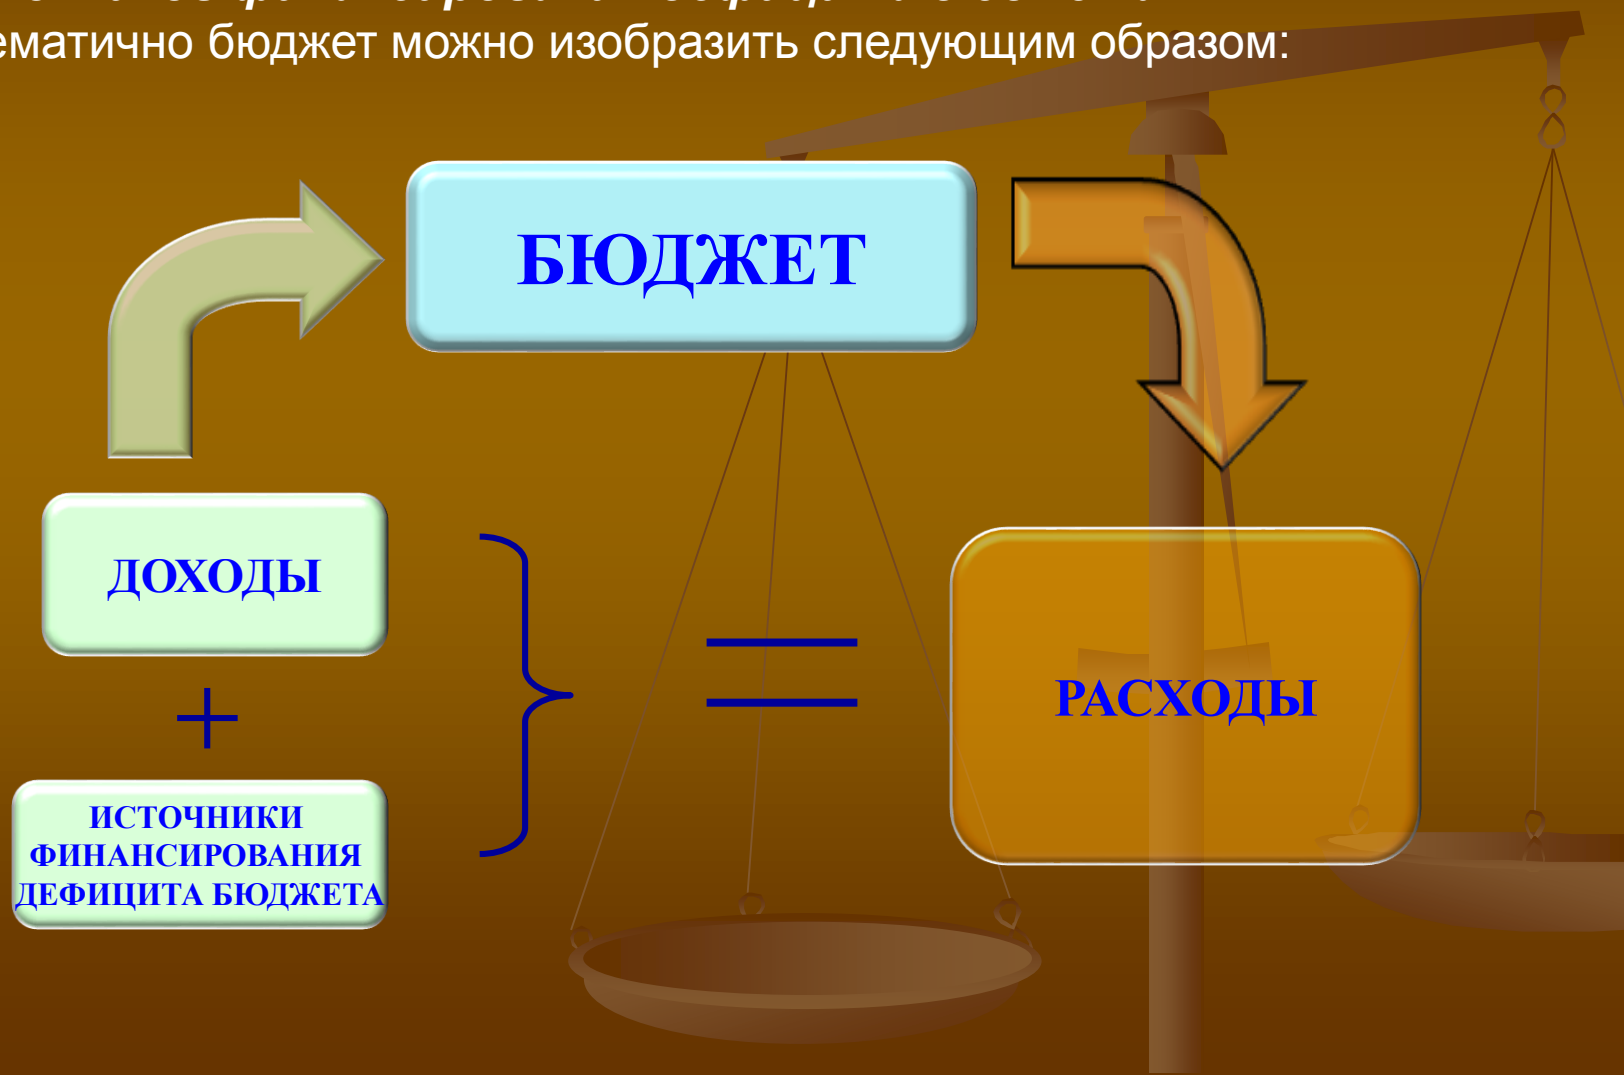 ематично бюджет можно изобразить следующим образом:
БЮДЖЕТ
ДОХОДЫ
+
ИСТОЧНИКИ
ФИНАНСИРОВАНИЯ
ДЕФИЦИТА БЮДЖЕТА
=
РАСХОДЫ